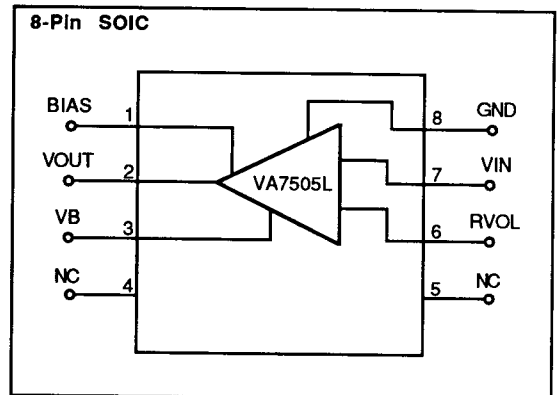 8-Pin SOIC
BIAS 1
8 GND
VOUT 2
VA7505L
7 VIN
VB 3
6 RVOL
NC 4
5 NC